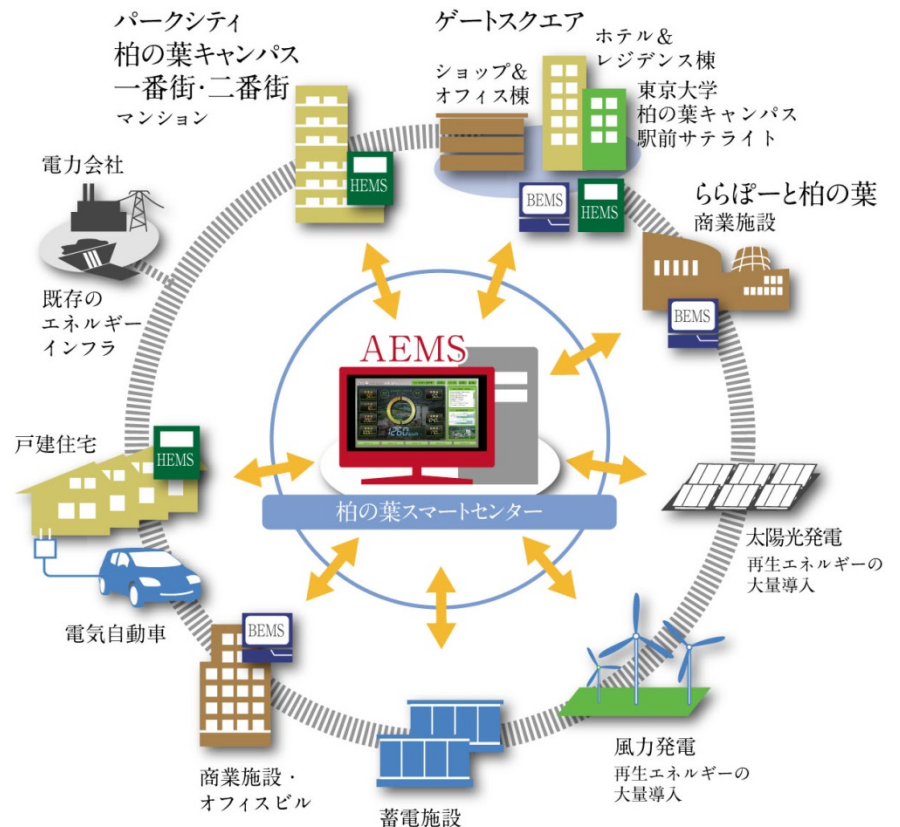 パークシティ
柏の葉キャンパス
一番街・二番街
マンション
ゲートスクエア
ショップ&
オフィス棟
ホテル&
レジデンス棟
東京大学
柏の葉キャンパス
駅前サテライト
電力会社
HEMS
BEMS
HEMS
ららぽーと柏の葉
商業施設
既存の
エネルギー
インフラ
BEMS
AEMS
1260
戸建住宅
HEMS
柏の葉スマートセンター
太陽光発電
再生エネルギーの
大量導入
電気自動車
BEMS
商業施設・
オフィスビル
蓄電施設
風力発電
再生エネルギーの
大量導入